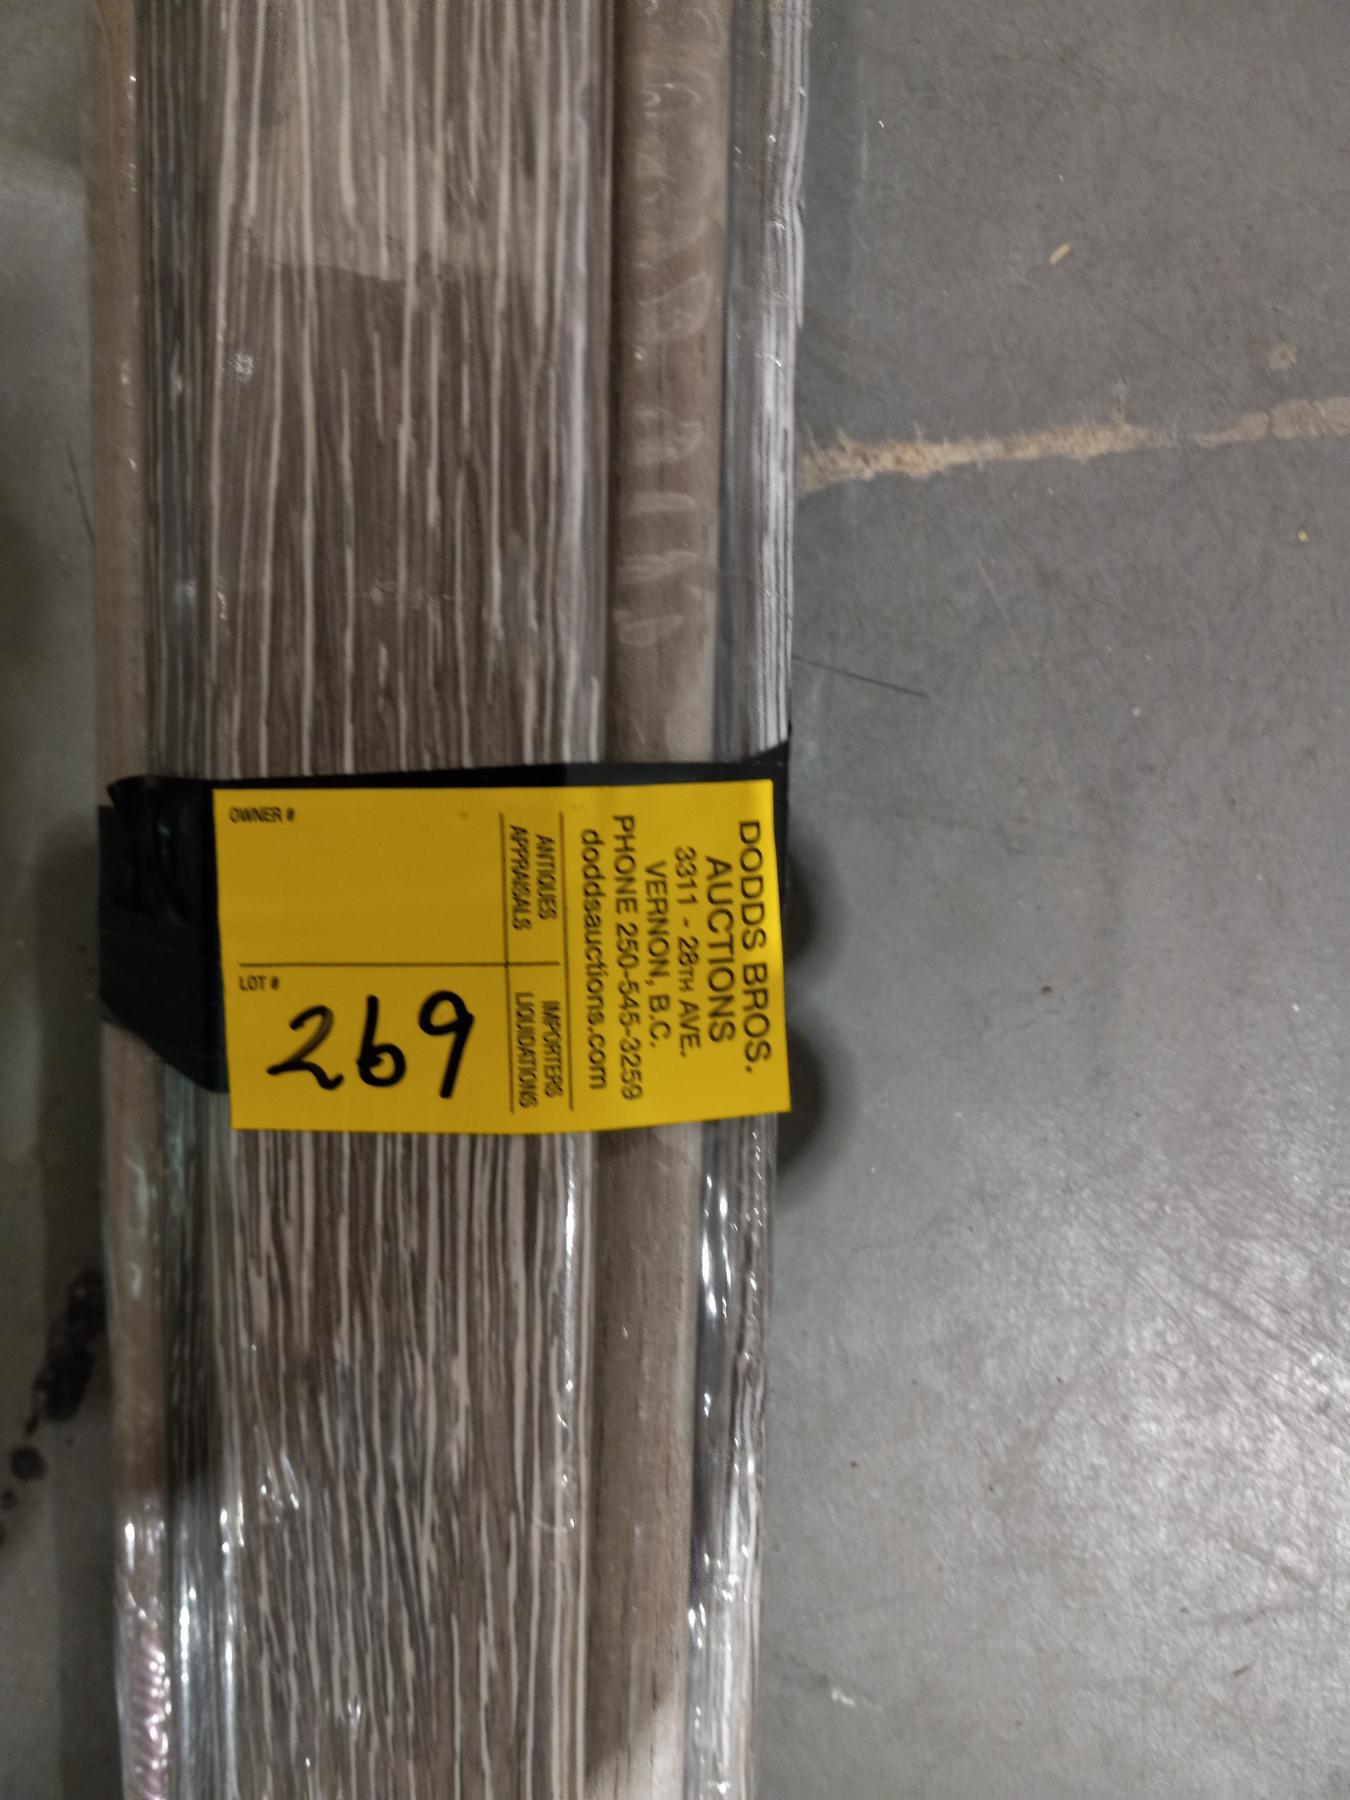 DODDS BROS.
AUCTIONS
3311 - 28TH AVE.
VERNON, B.C.
PHONE 250-545-3259
doddsauctions.com
ANTIQUES
APPRAISALS
IMPORTERS
LIQUIDATIONS
OWNER #
LOT #
269